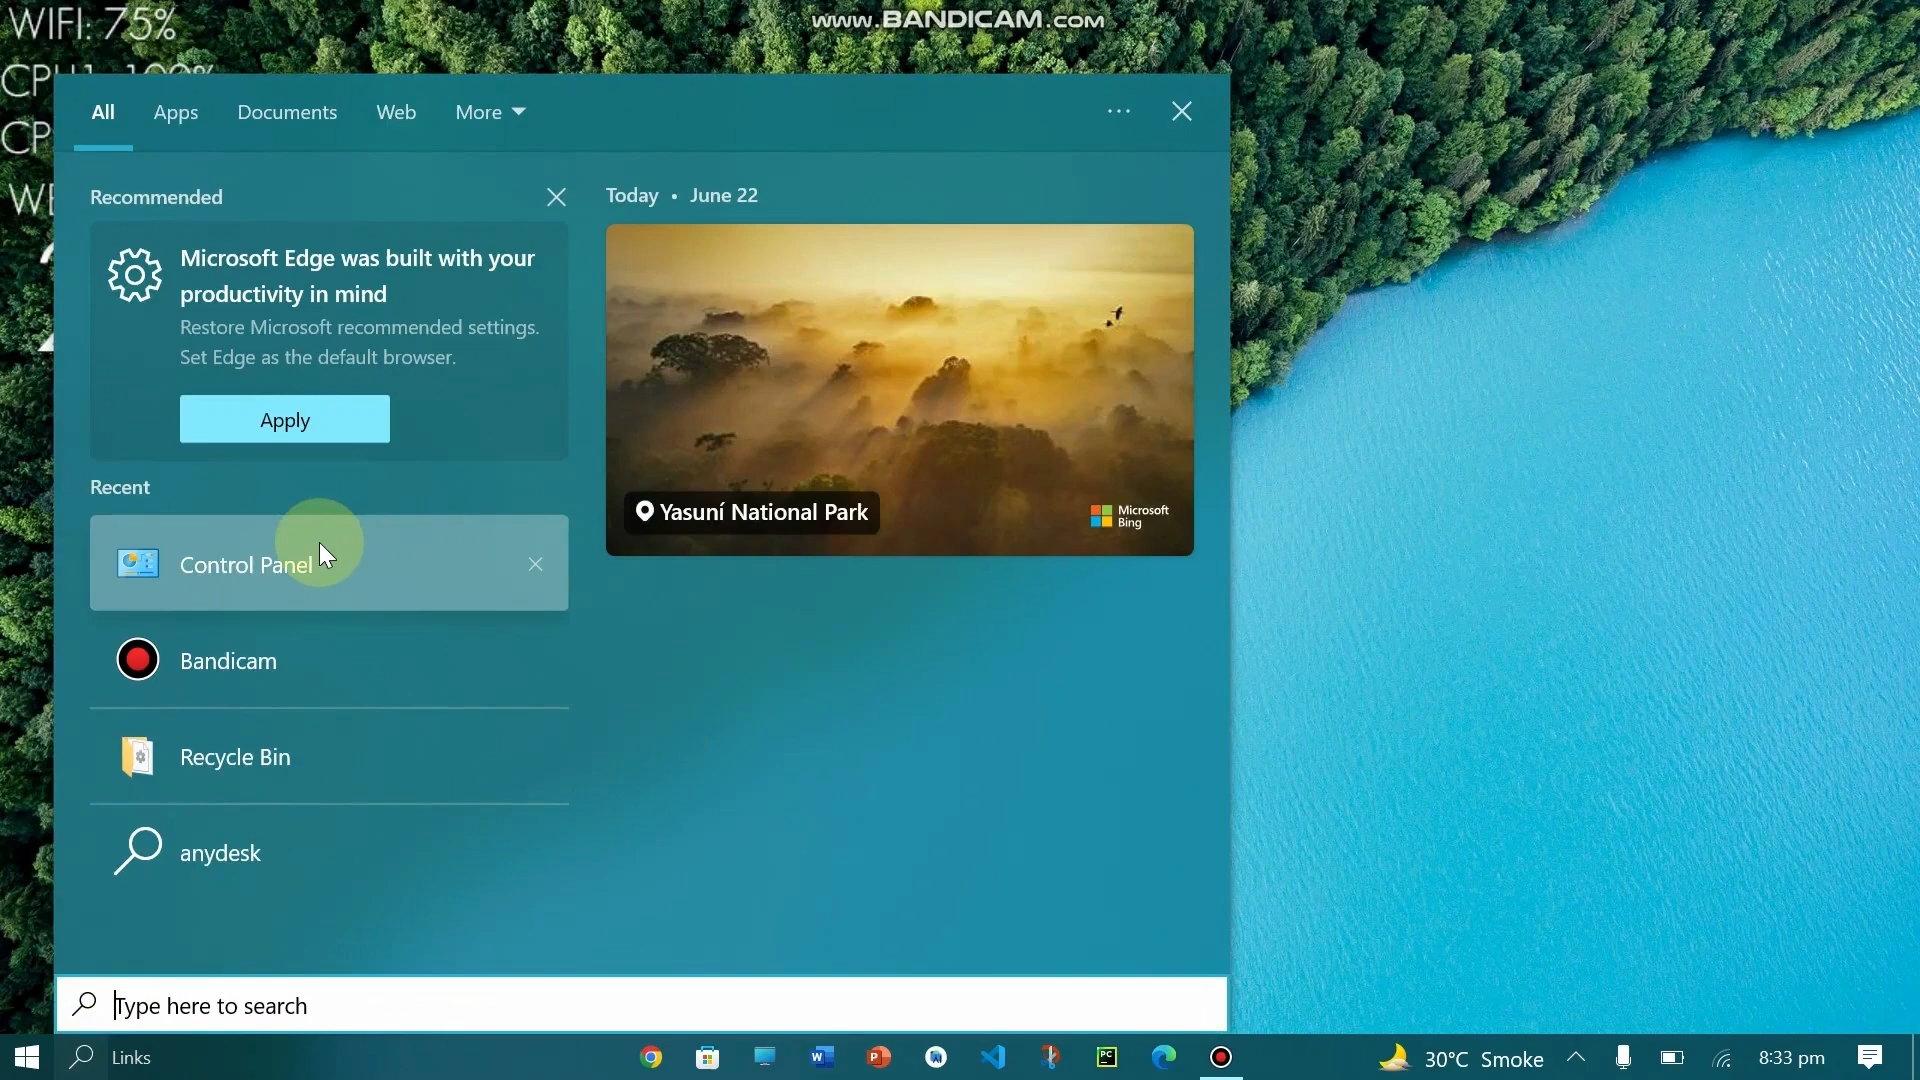 WIFI: 75%
www.BANDICAM.com
CPU1: 100%
All
Apps
Documents
Web
More
Recommended
Microsoft Edge was built with your
productivity in mind
Restore Microsoft recommended settings.
Set Edge as the default browser.
Apply
Today • June 22
Yasuní National Park
Microsoft
Bing
Recent
Control Panel
Bandicam
Recycle Bin
anydesk
Type here to search
Links
30°C Smoke
8:33 pm